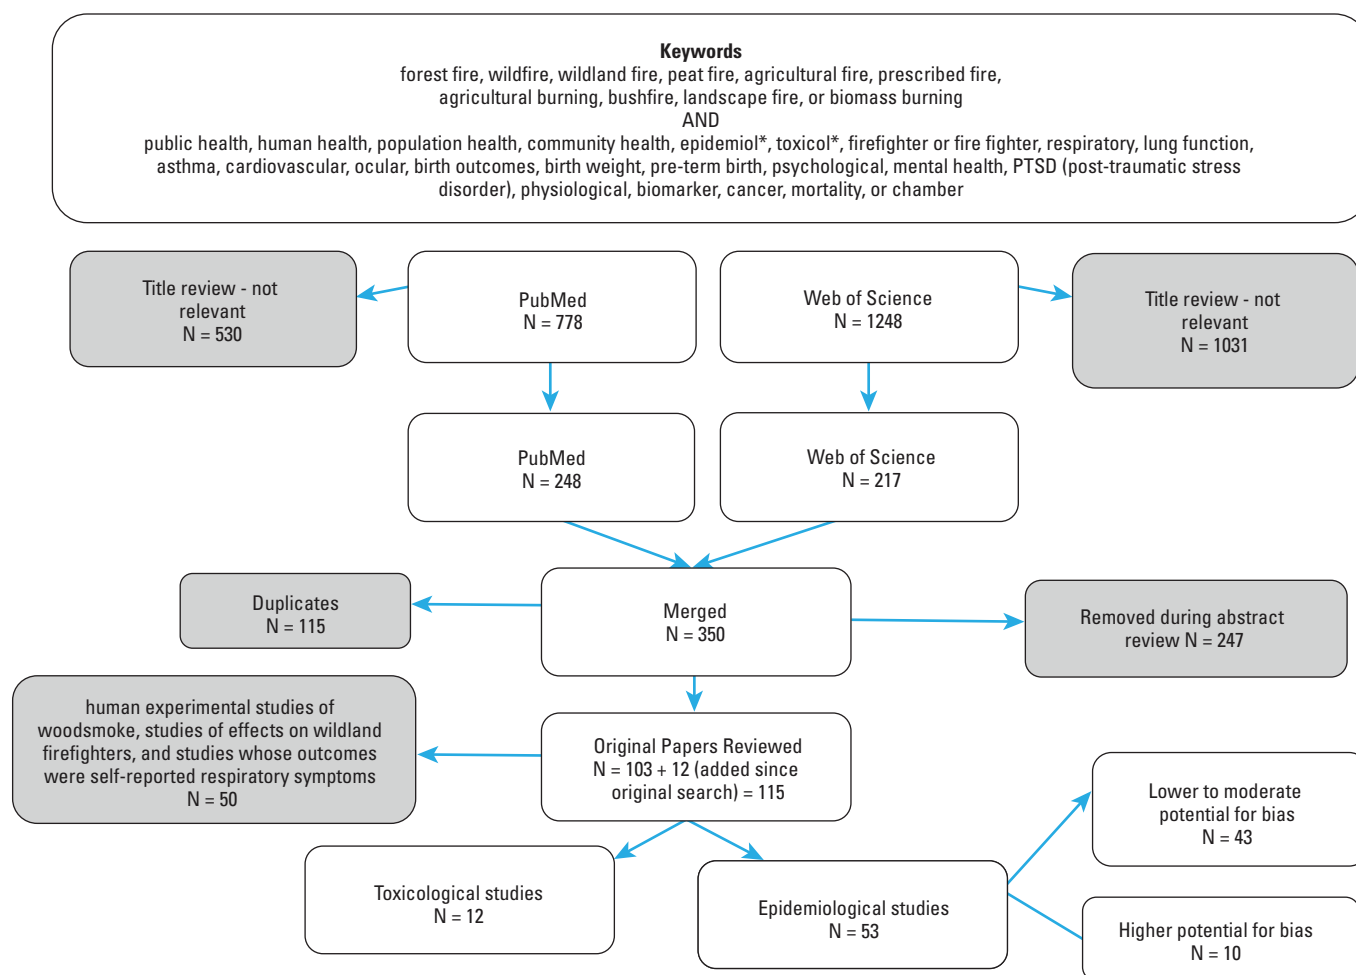 Keywords
forest fire, wildfire, wildland fire, peat fire, agricultural fire, prescribed fire,
agricultural burning, bushfire, landscape fire, or biomass burning
AND
public health, human health, population health, community health, epidemiol*, toxicol*, firefighter or fire fighter, respiratory, lung function,
asthma, cardiovascular, ocular, birth outcomes, birth weight, pre-term birth, psychological, mental health, PTSD (post-traumatic stress
disorder), physiological, biomarker, cancer, mortality, or chamber
Title review - not
relevant
N = 530
PubMed
N = 778
Web of Science
N = 1248
Title review - not
relevant
N = 1031
PubMed
N = 248
Web of Science
N = 217
Duplicates
N = 115
Merged
N = 350
Removed during abstract
review N = 247
human experimental studies of
woodsmoke, studies of effects on wildland
firefighters, and studies whose outcomes
were self-reported respiratory symptoms
N = 50
Original Papers Reviewed
N = 103 + 12 (added since
original search) = 115
Lower to moderate
potential for bias
N = 43
Toxicological studies
N = 12
Epidemiological studies
N = 53
Higher potential for bias
N = 10